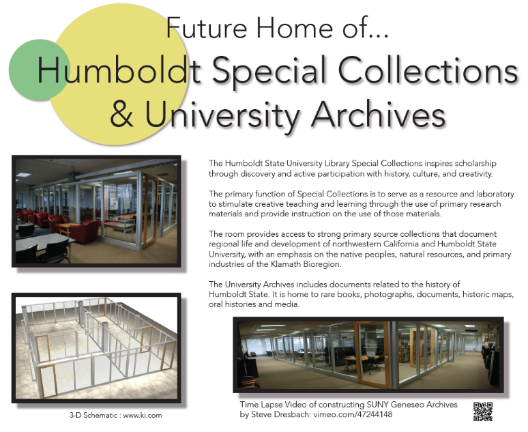 Future Home of...
Humboldt Special Collections
& University Archives
The Humboldt State University Library Special Collections inspires scholarship
through discovery and active participation with history, culture, and creativity.
The primary function of Special Collections is to serve as a resource and laboratory
to stimulate creative teaching and learning through the use of primary research
materials and provide instruction on the use of those materials.
The room provides access to strong primary source collections that document
regional life and development of northwestern California and Humboldt State
University, with an emphasis on the native peoples, natural resources, and primary
industries of the Klamath Bioregion.
The University Archives includes documents related to the history of
Humboldt State. It is home to rare books, photographs, documents, historic maps,
oral histories and media.
3-D Schematic : www.ki.com
Time Lapse Video of constructing SUNY Geneseo Archives
by Steve Dresbach: vimeo.com/47244148